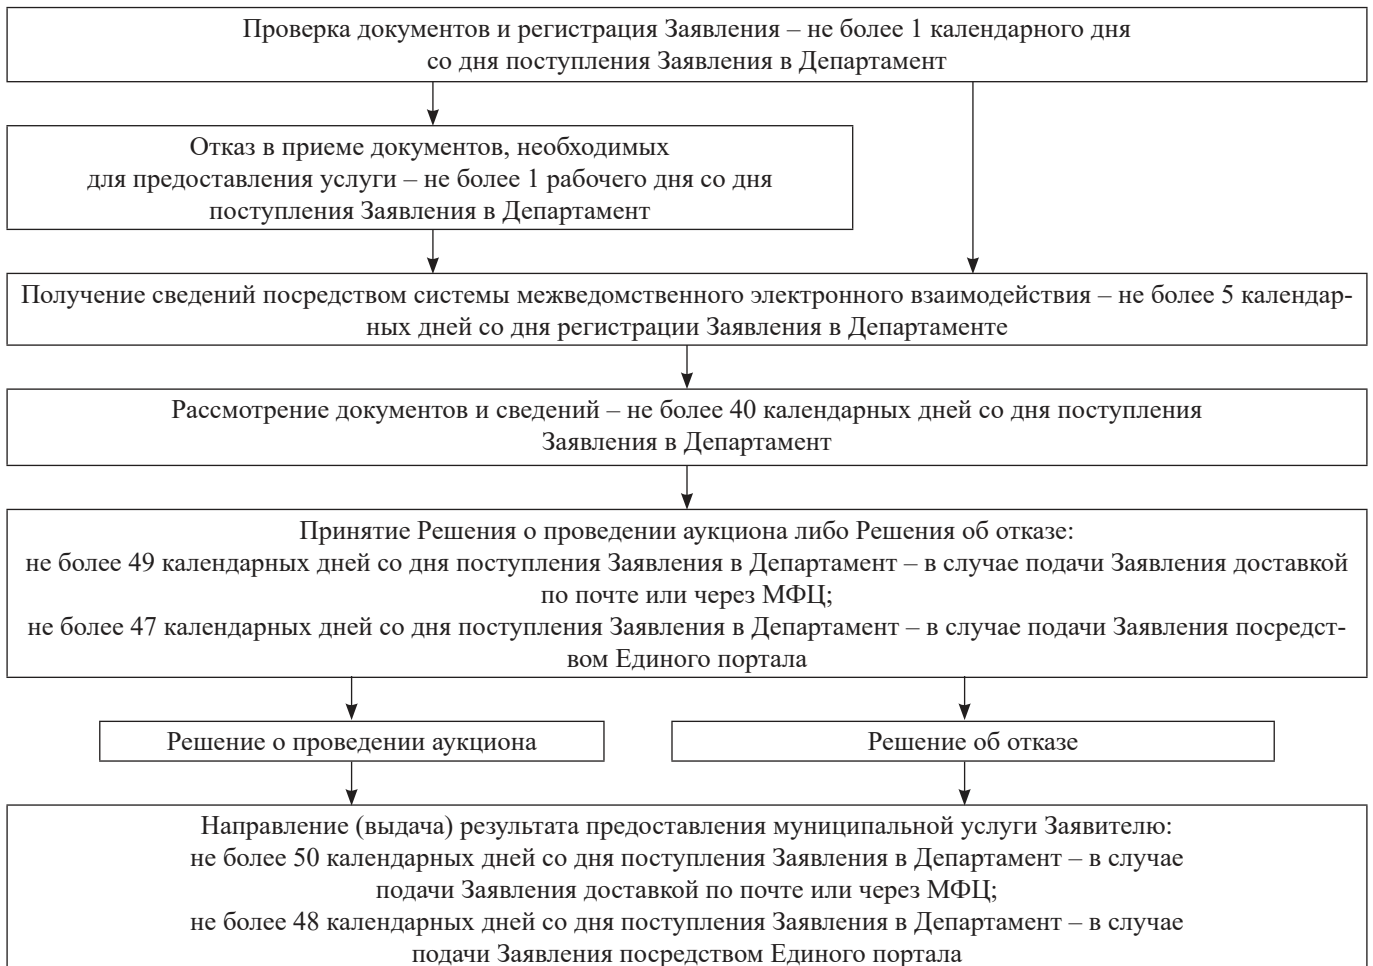 Проверка документов и регистрация Заявления – не более 1 календарного дня
со дня поступления Заявления в Департамент
Отказ в приеме документов, необходимых
для предоставления услуги – не более 1 рабочего дня со дня
поступления Заявления в Департамент
Получение сведений посредством системы межведомственного электронного взаимодействия – не более 5 календар-
ных дней со дня регистрации Заявления в Департаменте
Рассмотрение документов и сведений – не более 40 календарных дней со дня поступления
Заявления в Департамент
Принятие Решения о проведении аукциона либо Решения об отказе:
не более 49 календарных дней со дня поступления Заявления в Департамент – в случае подачи Заявления доставкой
по почте или через МФЦ;
не более 47 календарных дней со дня поступления Заявления в Департамент – в случае подачи Заявления посредст-
вом Единого портала
Решение о проведении аукциона
Решение об отказе
Направление (выдача) результата предоставления муниципальной услуги Заявителю:
не более 50 календарных дней со дня поступления Заявления в Департамент – в случае
подачи Заявления доставкой по почте или через МФЦ;
не более 48 календарных дней со дня поступления Заявления в Департамент – в случае
подачи Заявления посредством Единого портала